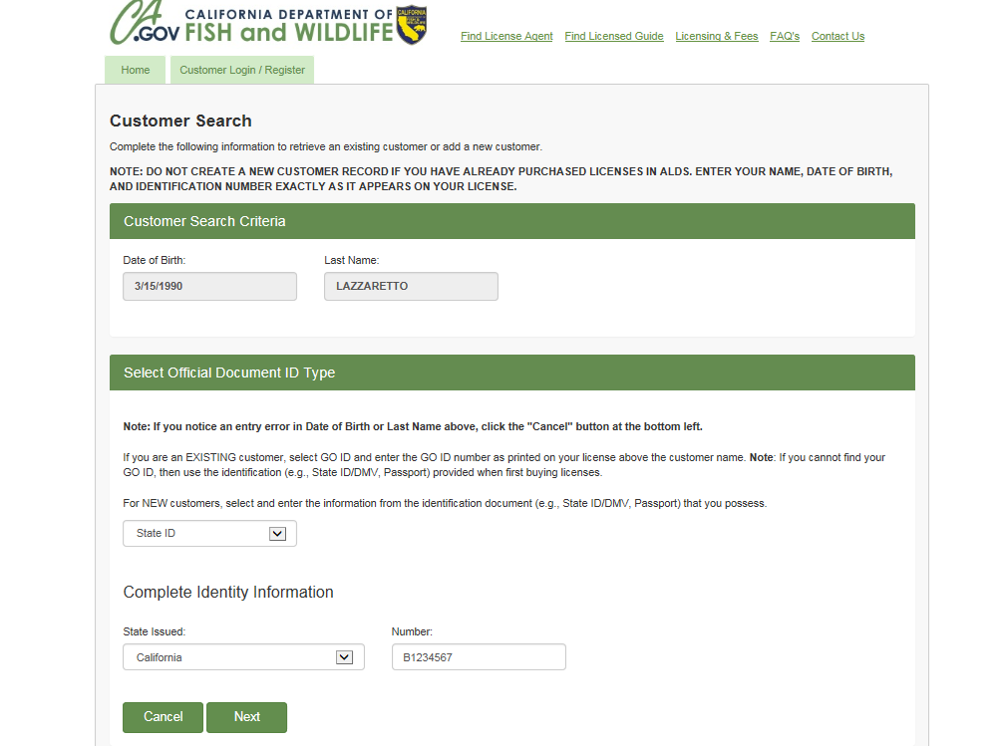 CA
.GOV
CALIFORNIA DEPARTMENT OF
FISH and WILDLIFE
CALIFORNIA
Find License Agent Find Licensed Guide Licensing & Fees FAQ's Contact Us
Home Customer Login / Register
Customer Search
Complete the following information to retrieve an existing customer or add a new customer.
NOTE: DO NOT CREATE A NEW CUSTOMER RECORD IF YOU HAVE ALREADY PURCHASED LICENSES IN ALDS. ENTER YOUR NAME, DATE OF BIRTH,
AND IDENTIFICATION NUMBER EXACTLY AS IT APPEARS ON YOUR LICENSE.
Customer Search Criteria
Date of Birth: Last Name:
3/15/1990 LAZZARETTO
Select Official Document ID Type
Note: If you notice an entry error in Date of Birth or Last Name above, click the "Cancel" button at the bottom left.
If you are an EXISTING customer, select GO ID and enter the GO ID number as printed on your license above the customer name. Note: If you cannot find your
GO ID, then use the identification (e.g., State ID/DMV, Passport) provided when first buying licenses.
For NEW customers, select and enter the information from the identification document (e.g., State ID/DMV, Passport) that you possess.
State ID
Complete Identity Information
State Issued: Number:
California B1234567
Cancel Next